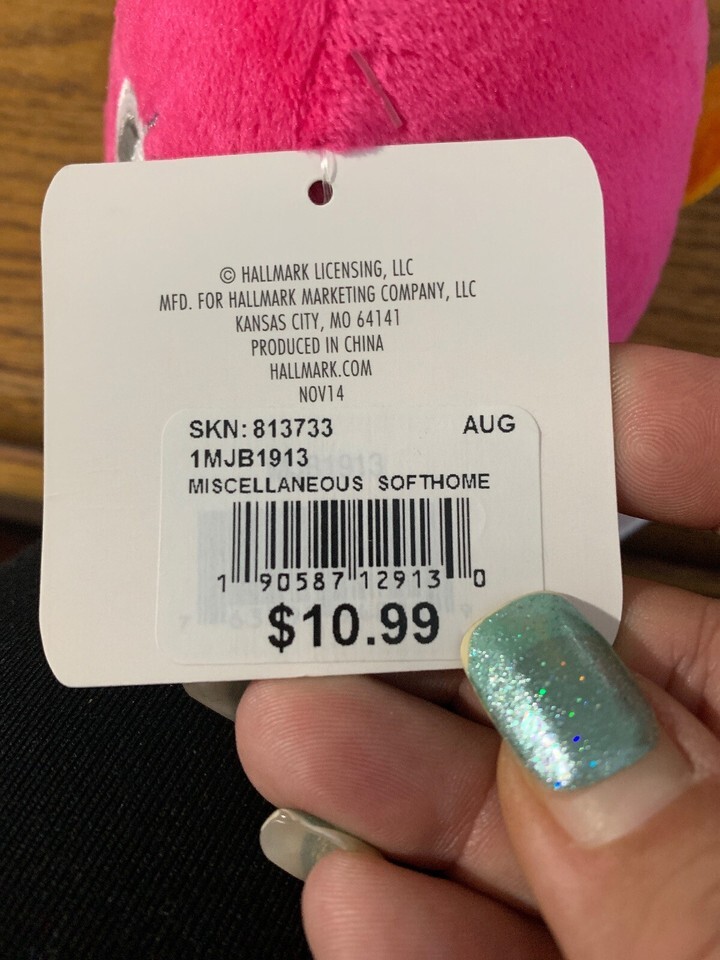 © HALLMARK LICENSING, LLC
MFD. FOR HALLMARK MARKETING COMPANY, LLC
KANSAS CITY, MO 64141
PRODUCED IN CHINA
HALLMARK.COM
NOV14
SKN: 813733 AUG
1MJB1913
MISCELLANEOUS SOFTHOME
1 90587 12913 0
$10.99